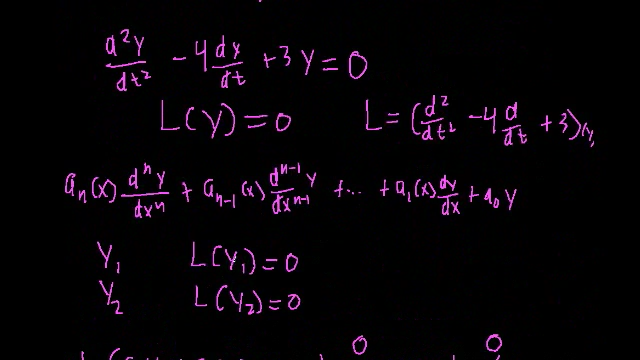 d²y/dt² - 4 dy/dt + 3y = 0
L(y) = 0    L = (d²/dt² - 4 d/dt + 3)(y)
aₙ(x) dⁿy/dxⁿ + aₙ₋₁(x) dⁿ⁻¹y/dxⁿ⁻¹ + ... + a₁(x) dy/dx + a₀ y
y₁    L(y₁) = 0
y₂    L(y₂) = 0
0    0